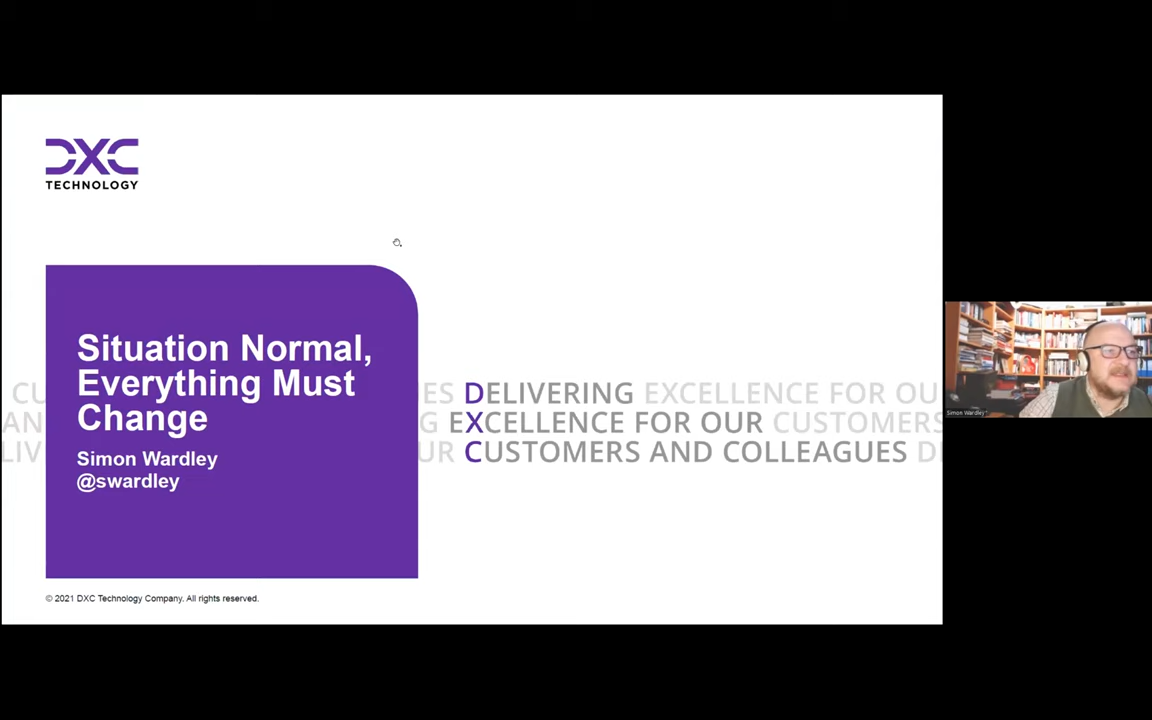 DXC
TECHNOLOGY
Situation Normal,
Everything Must
Change
Simon Wardley
@swardley
CU ES DELIVERING EXCELLENCE FOR OU
AN G EXCELLENCE FOR OUR CUSTOMERS
LIV UR CUSTOMERS AND COLLEAGUES D
© 2021 DXC Technology Company. All rights reserved.
Simon Wardley